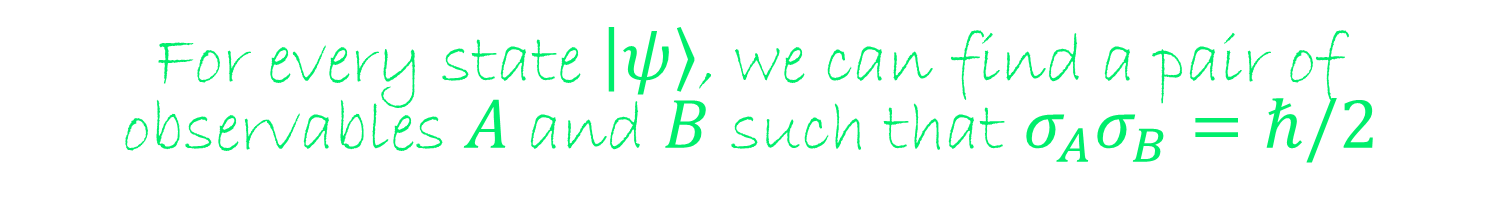 For every state |ψ⟩, we can find a pair of
observables A and B such that σ_Aσ_B = ħ/2